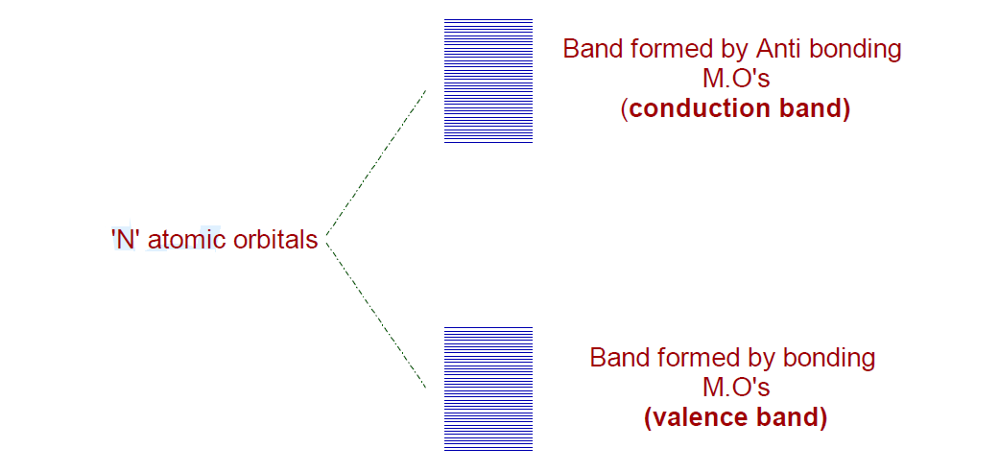 Band formed by Anti bonding
M.O's
(conduction band)
'N' atomic orbitals
Band formed by bonding
M.O's
(valence band)